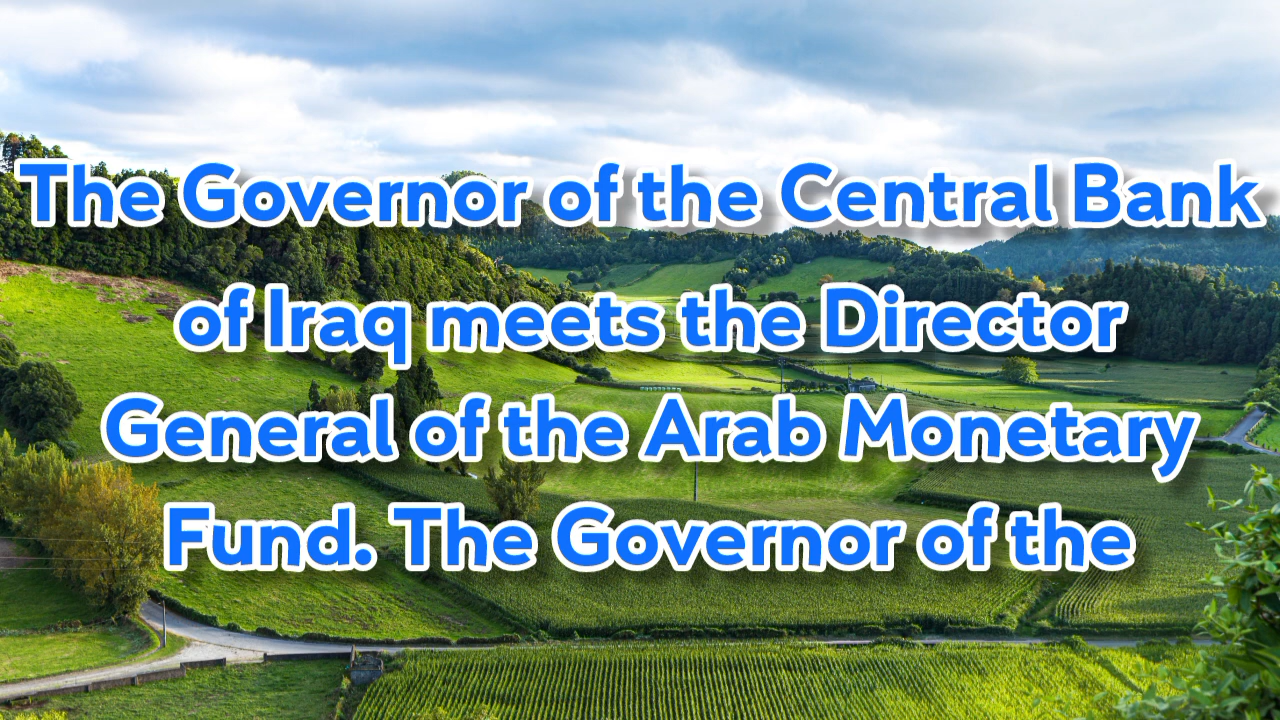 The Governor of the Central Bank
of Iraq meets the Director
General of the Arab Monetary
Fund. The Governor of the